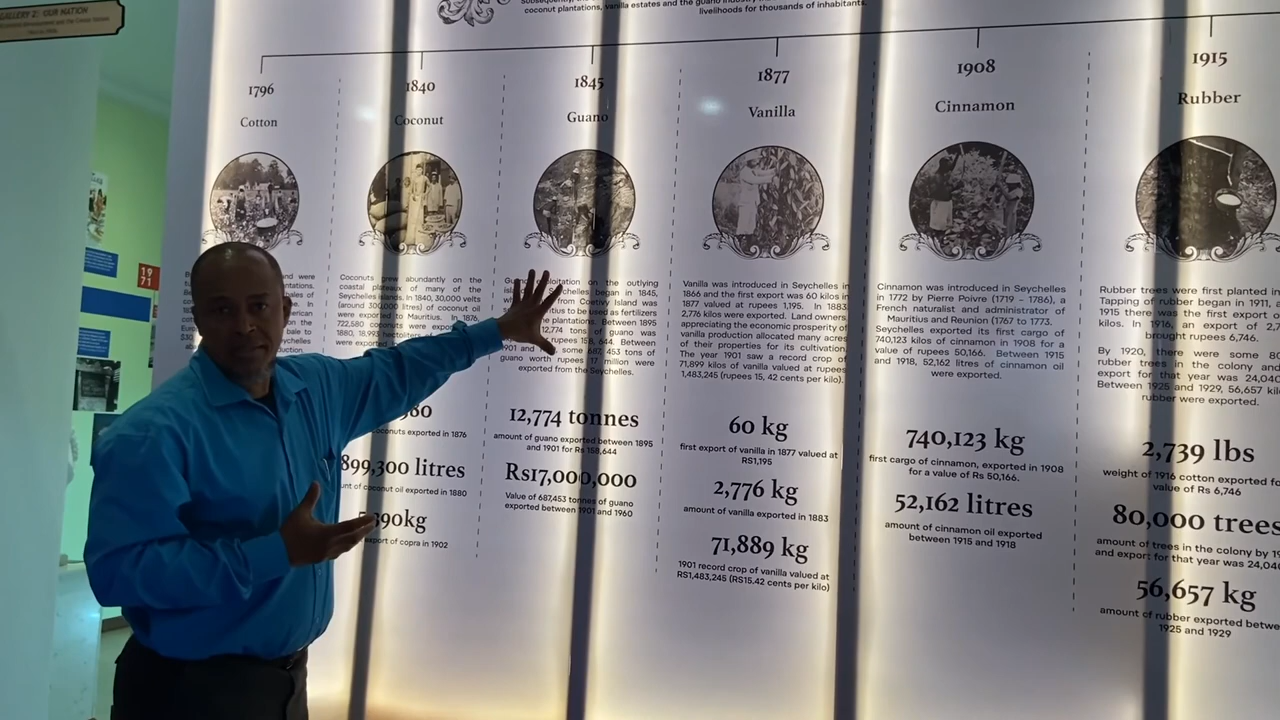 GALLERY 2: OUR NATION
coconut plantations, vanilla estates and the guano
livelihoods for thousands of inhabitants.
1796
Cotton
1840
Coconut
1845
Guano
1877
Vanilla
1908
Cinnamon
1915
Rubber
19
71
Coconuts grew abundantly on the
coastal plateaux of many of the
Seychelles islands. In 1840, 30,000 volts
of coconut oil
were exported to Mauritius. In 1876,
722,580 coconuts were
1880, 18,993 hectoliters
were exported
exploitation on the outlying
Seychelles began in 1845,
from Coetivy Island was
to be used as fertilizers
plantations. Between 1895
12,774 tons of guano was
rupees 158, 644. Between
1901 and some 687, 453 tons of
guano worth rupees 17 million were
exported from the Seychelles.
12,774 tonnes
amount of guano exported between 1895
and 1901 for Rs 158,644
Rs17,000,000
Value of 687,453 tonnes of guano
exported between 1901 and 1960
coconuts exported in 1876
899,300 litres
of coconut oil exported in 1880
390kg
export of copra in 1902
Vanilla was introduced in Seychelles in
1866 and the first export was 60 kilos in
1877 valued at rupees 1,195. In 1883,
2,776 kilos were exported. Land owners,
appreciating the economic prosperity of
vanilla production allocated many acres
of their properties for its cultivation.
The year 1901 saw a record crop of
71,899 kilos of vanilla valued at rupees
1,483,245 (rupees 15, 42 cents per kilo).
60 kg
first export of vanilla in 1877 valued at
RS1,195
2,776 kg
amount of vanilla exported in 1883
71,889 kg
1901 record crop of vanilla valued at
RS1,483,245 (RS15.42 cents per kilo)
Cinnamon was introduced in Seychelles
in 1772 by Pierre Poivre (1719 - 1786), a
French naturalist and administrator of
Mauritius and Reunion (1767 to 1773.
Seychelles exported its first cargo of
740,123 kilos of cinnamon in 1908 for a
value of rupees 50,166. Between 1915
and 1918, 52,162 litres of cinnamon oil
were exported.
740,123 kg
first cargo of cinnamon, exported in 1908
for a value of Rs 50,166.
52,162 litres
amount of cinnamon oil exported
between 1915 and 1918
Rubber trees were first planted in
Tapping of rubber began in 1911,
1915 there was the first export of
kilos. In 1916, an export of
brought rupees 6,746.
By 1920, there were some
rubber trees in the colony and
export for that year was
Between 1925 and 1929, 56,657
rubber were exported.
2,739 lbs
weight of 1916 cotton exported
value of Rs 6,746
80,000 trees
amount of trees in the colony by
and export for that year was
56,657 kg
amount of rubber exported
1925 and 1929